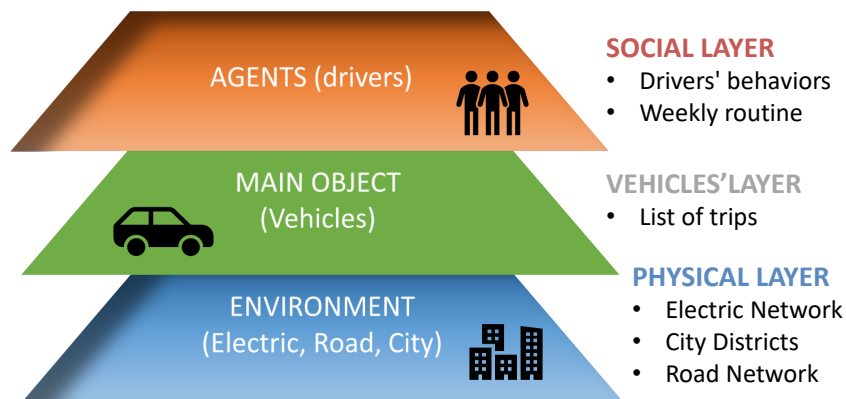 AGENTS (drivers)
SOCIAL LAYER
• Drivers' behaviors
• Weekly routine
MAIN OBJECT
(Vehicles)
VEHICLES'LAYER
• List of trips
ENVIRONMENT
(Electric, Road, City)
PHYSICAL LAYER
• Electric Network
• City Districts
• Road Network